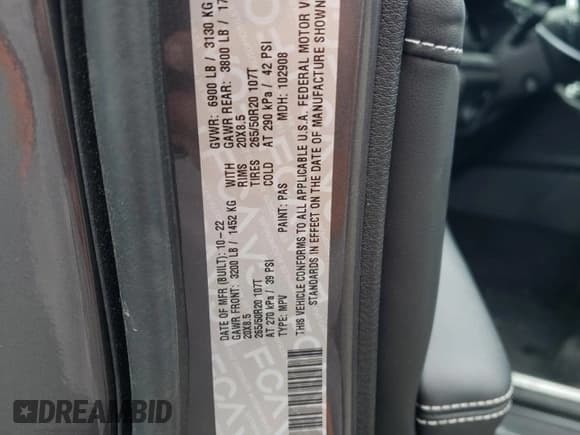 DATE OF MFR (BUILT): 10-22 GVWR: 6900 LB / 3130 KG
GAWR FRONT: 3200 LB / 1452 KG WITH GAWR REAR: 3800 LB / 17
20X8.5 RIMS 20X8.5
265/50R20 107T TIRES 265/50R20 107T
AT 270 kPa / 39 PSI COLD AT 290 kPa / 42 PSI
TYPE: MPV PAINT: PAS MDH: 102908
THIS VEHICLE CONFORMS TO ALL APPLICABLE U.S.A. FEDERAL MOTOR V
STANDARDS IN EFFECT ON THE DATE OF MANUFACTURE SHOWN
FCA
DREAMBID